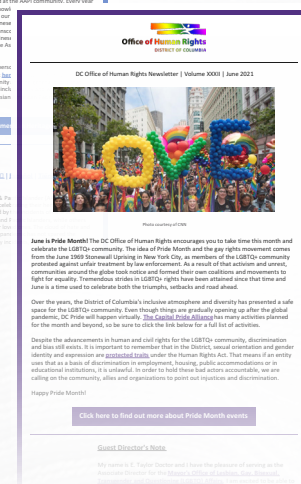 Office of Human Rights
DISTRICT OF COLUMBIA
DC Office of Human Rights Newsletter | Volume XXXII | June 2021
LOVE
Photo courtesy of CNN
June is Pride Month! The DC Office of Human Rights encourages you to take this month and
celebrate the LGBTQ+ community. The idea of Pride Month and the gay rights movement comes
from the June 1969 Stonewall Uprising in New York City, as members of the LGBTQ community
protested against unfair treatment by law enforcement. As a result of that activism and unrest,
communities around the globe took notice and formed their own coalitions and movements to
fight for equality. Tremendous strides in LGBTQ+ rights have been attained since that time and
June is a time used to celebrate both the triumphs, setbacks and road ahead.
Over the years, the District of Columbia's inclusive atmosphere and diversity has presented a safe
space for the LGBTQ+ community. Even though things are gradually opening up after the global
pandemic, DC Pride will happen virtually. The Capital Pride Alliance has many activities planned
for the month and beyond, so be sure to click the link below for a full list of activities.
Despite the advancements in human and civil rights for the LGBTQ+ community, discrimination
and bias still exists. It is important to remember that in the District, sexual orientation and gender
identity and expression are protected traits under the Human Rights Act. That means if an entity
uses that as a basis of discrimination in employment, housing, public accommodations or in
educational institutions, it is unlawful. In order to hold these bad actors accountable, we are
calling on the community, allies and organizations to point out injustices and discrimination.
Happy Pride Month!
Click here to find out more about Pride Month events
Guest Director's Note